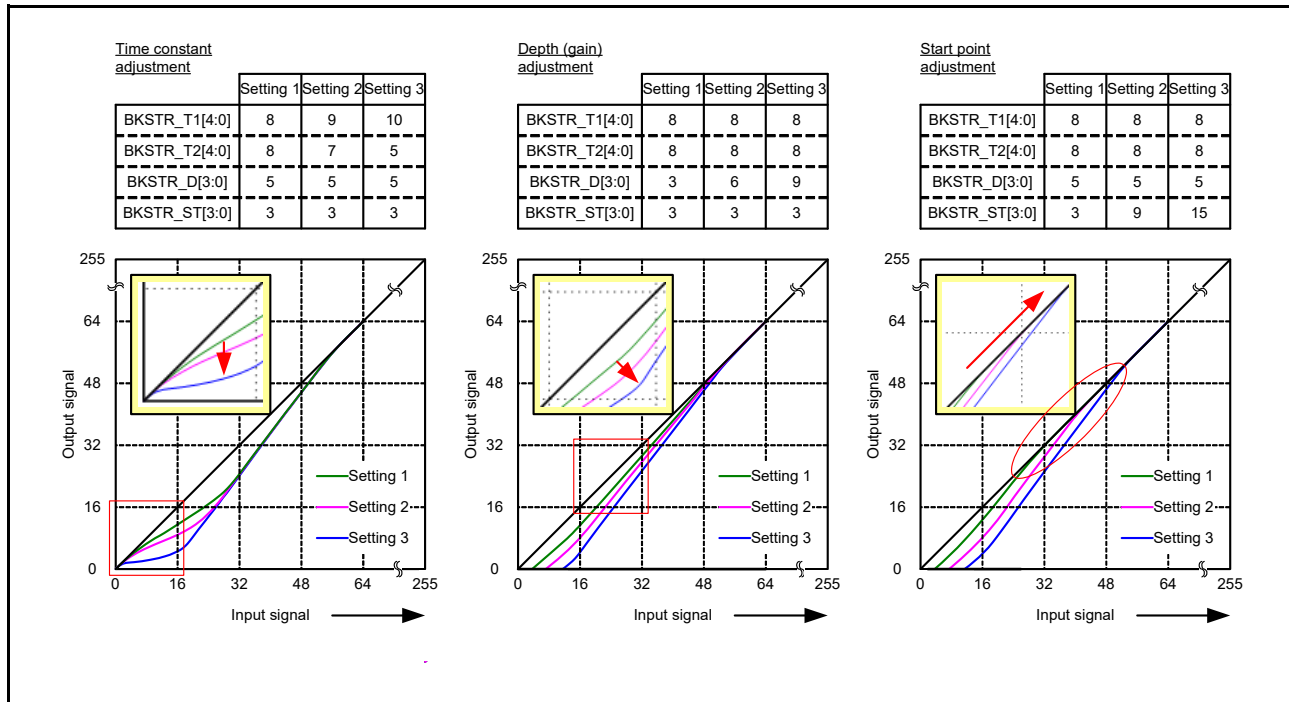 Time constant
adjustment
Setting 1 Setting 2 Setting 3
BKSTR_T1[4:0] 8 9 10
BKSTR_T2[4:0] 8 7 5
BKSTR_D[3:0] 5 5 5
BKSTR_ST[3:0] 3 3 3
255
64
48
32
16
0
Output signal
Setting 1
Setting 2
Setting 3
0 16 32 48 64 255
Input signal
Depth (gain)
adjustment
Setting 1 Setting 2 Setting 3
BKSTR_T1[4:0] 8 8 8
BKSTR_T2[4:0] 8 8 8
BKSTR_D[3:0] 3 6 9
BKSTR_ST[3:0] 3 3 3
255
64
48
32
16
0
Output signal
Setting 1
Setting 2
Setting 3
0 16 32 48 64 255
Input signal
Start point
adjustment
Setting 1 Setting 2 Setting 3
BKSTR_T1[4:0] 8 8 8
BKSTR_T2[4:0] 8 8 8
BKSTR_D[3:0] 5 5 5
BKSTR_ST[3:0] 3 9 15
255
64
48
32
16
0
Output signal
Setting 1
Setting 2
Setting 3
0 16 32 48 64 255
Input signal